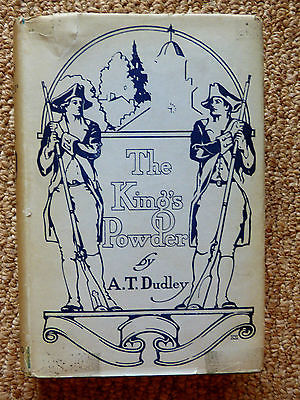 The
King's
Powder
by
A.T. Dudley